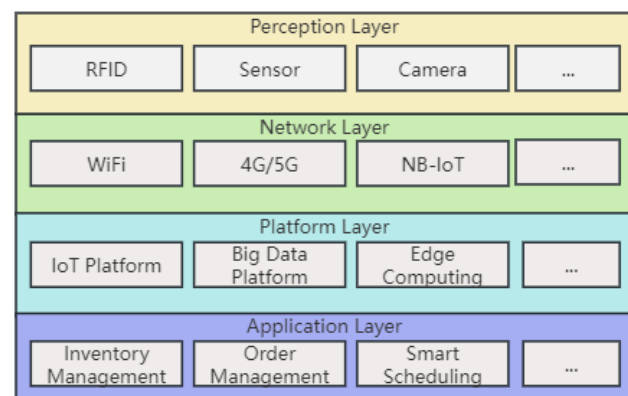 Perception Layer
RFID
Sensor
Camera
...
Network Layer
WiFi
4G/5G
NB-IoT
...
Platform Layer
IoT Platform
Big Data
Platform
Edge
Computing
...
Application Layer
Inventory
Management
Order
Management
Smart
Scheduling
...